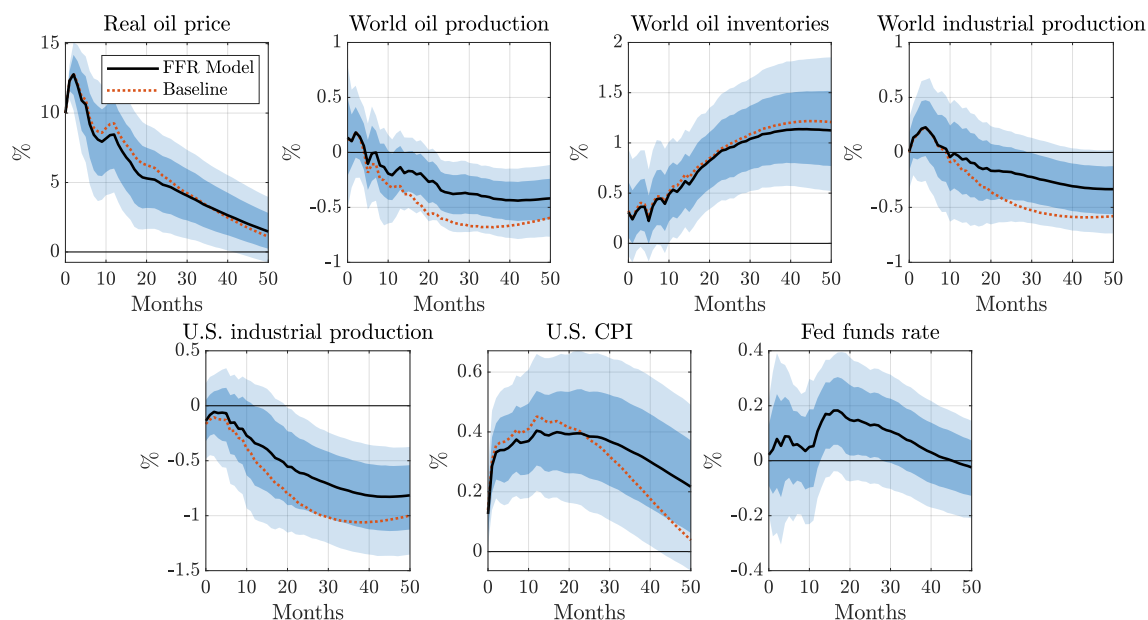 Real oil price
World oil production
World oil inventories
World industrial production
15
10
5
0
%
FFR Model
Baseline
0 10 20 30 40 50
Months
1
0.5
0
-0.5
-1
%
0 10 20 30 40 50
Months
2
1.5
1
0.5
0
%
0 10 20 30 40 50
Months
1
0.5
0
-0.5
-1
%
0 10 20 30 40 50
Months
U.S. industrial production
U.S. CPI
Fed funds rate
0.5
0
-0.5
-1
-1.5
%
0 10 20 30 40 50
Months
0.6
0.4
0.2
0
%
0 10 20 30 40 50
Months
0.4
0.2
0
-0.2
-0.4
%
0 10 20 30 40 50
Months